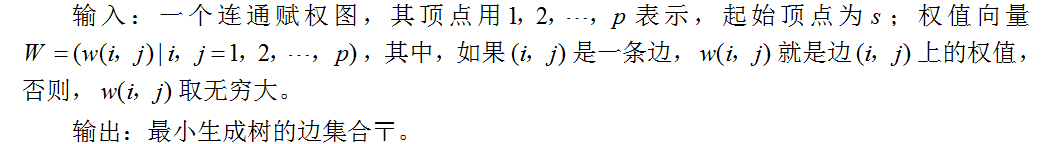 输入：一个连通赋权图，其顶点用 1，2，⋯，p 表示，起始顶点为 s；权值向量
W = (w(i，j) | i，j = 1，2，⋯，p)，其中，如果 (i，j) 是一条边，w(i，j) 就是边 (i，j) 上的权值，
否则，w(i，j) 取无穷大。
输出：最小生成树的边集合〒。